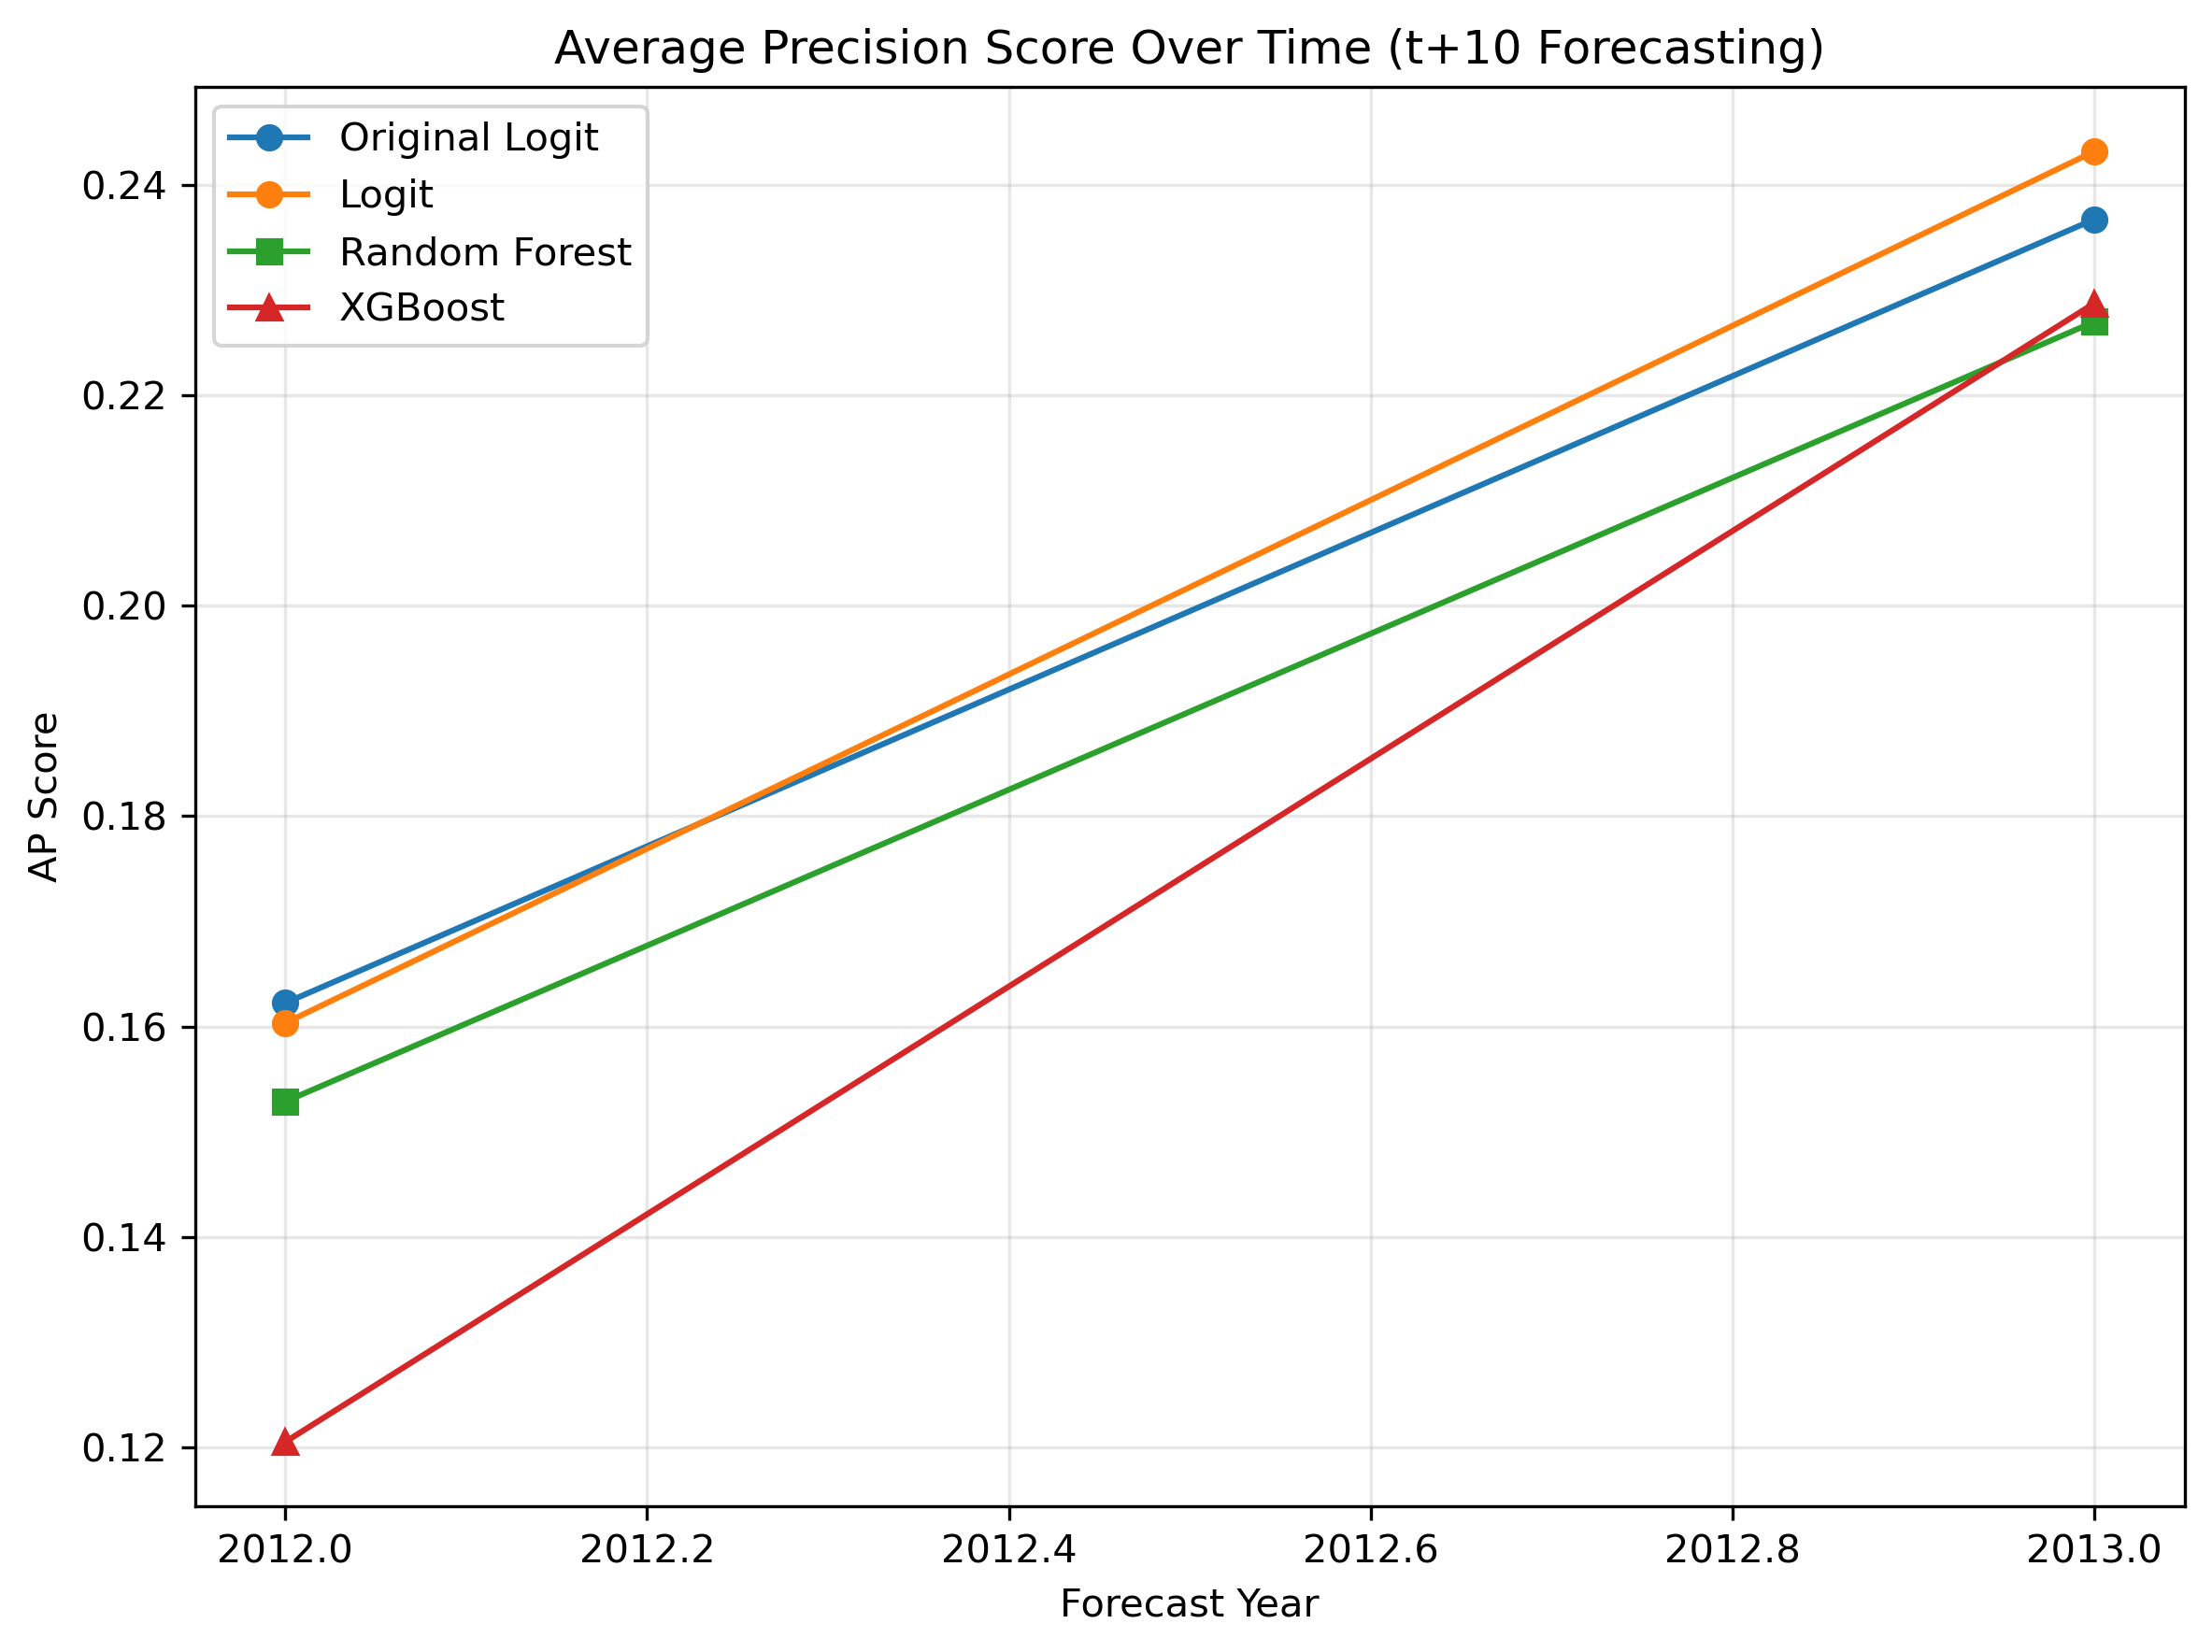 Average Precision Score Over Time (t+10 Forecasting)
Original Logit
Logit
Random Forest
XGBoost
0.24
0.22
0.20
0.18
0.16
0.14
0.12
AP Score
2012.0 2012.2 2012.4 2012.6 2012.8 2013.0
Forecast Year